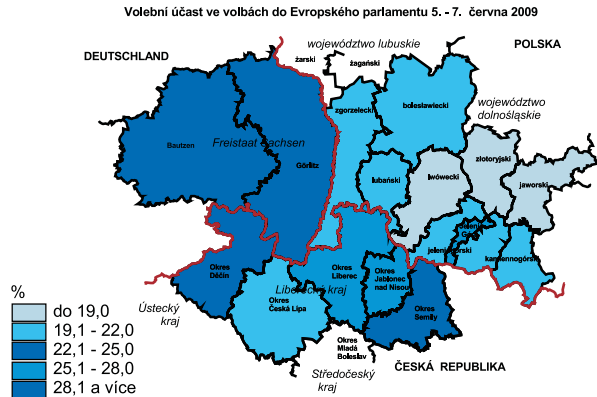 Volební účast ve volbách do Evropského parlamentu 5. - 7. června 2009
DEUTSCHLAND
województwo lubuskie
POLSKA
żarski
żagański
zgorzelecki
bolesławiecki
województwo
dolnośląskie
Bautzen
Freistaat Sachsen
Görlitz
lubański
lwówecki
złotoryjski
jaworski
Jelenia
Góra
jeleniogórski
kamiennogórski
Okres
Děčín
Okres
Liberec
Okres
Jablonec
nad Nisou
Liberecký kraj
Okres
Česká Lípa
Okres
Semily
Ústecký
kraj
Okres
Mladá
Boleslav
Středočeský
kraj
ČESKÁ REPUBLIKA
%
do 19,0
19,1 - 22,0
22,1 - 25,0
25,1 - 28,0
28,1 a více